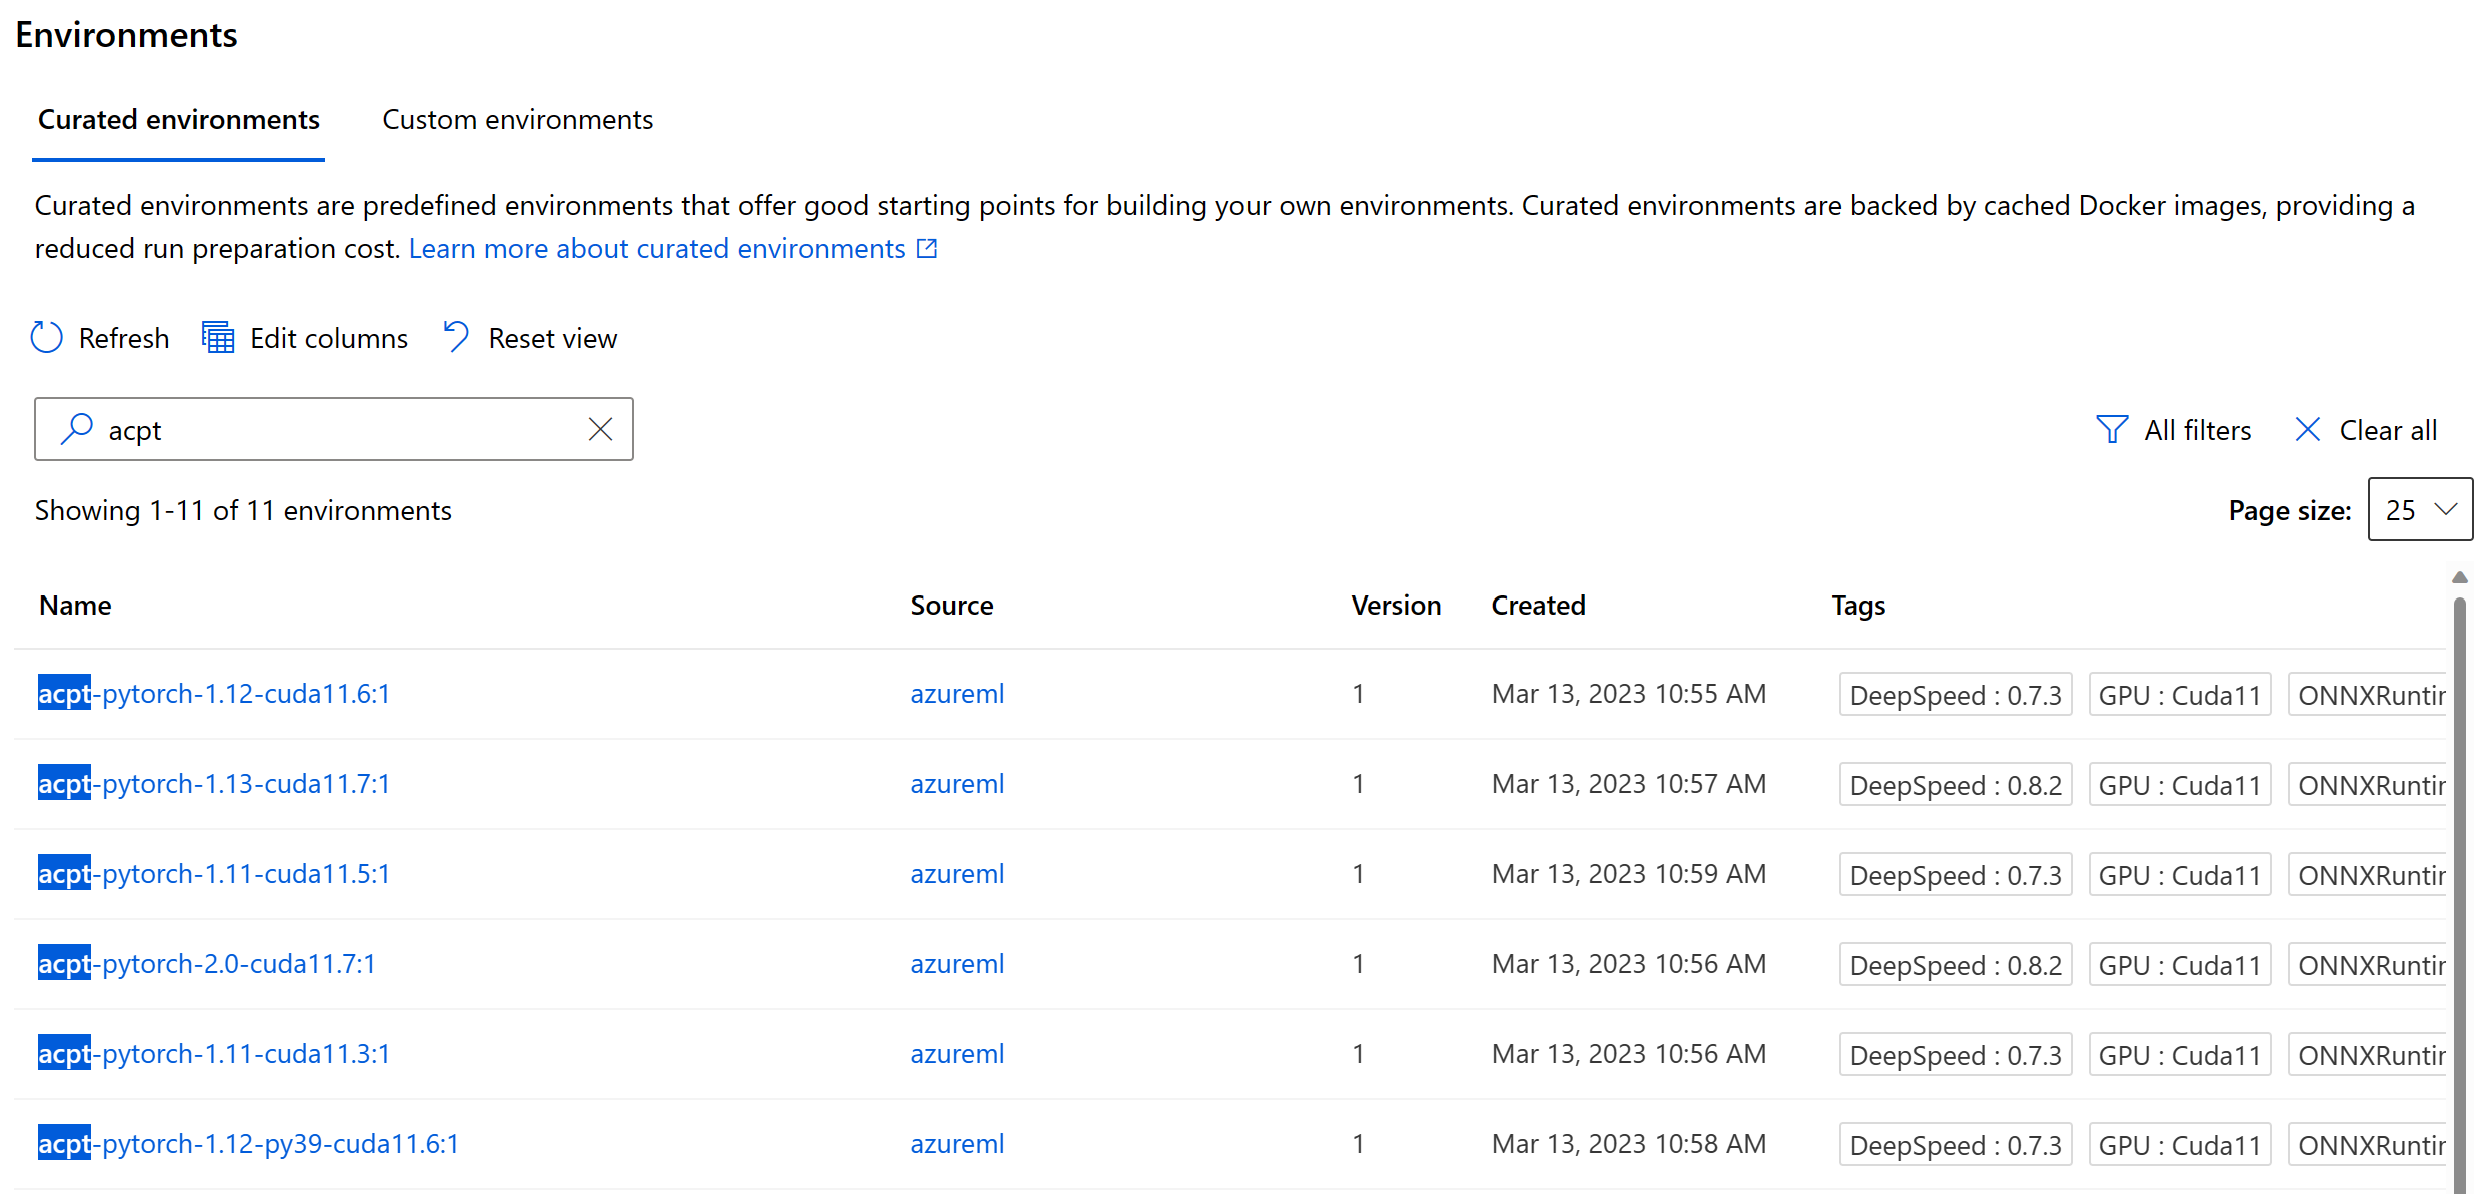 Environments
Curated environments Custom environments
Curated environments are predefined environments that offer good starting points for building your own environments. Curated environments are backed by cached Docker images, providing a
reduced run preparation cost. Learn more about curated environments
Refresh Edit columns Reset view
acpt All filters Clear all
Showing 1-11 of 11 environments Page size: 25
Name Source Version Created Tags
acpt-pytorch-1.12-cuda11.6:1 azureml 1 Mar 13, 2023 10:55 AM DeepSpeed : 0.7.3 GPU : Cuda11 ONNXRuntir
acpt-pytorch-1.13-cuda11.7:1 azureml 1 Mar 13, 2023 10:57 AM DeepSpeed : 0.8.2 GPU : Cuda11 ONNXRuntir
acpt-pytorch-1.11-cuda11.5:1 azureml 1 Mar 13, 2023 10:59 AM DeepSpeed : 0.7.3 GPU : Cuda11 ONNXRuntir
acpt-pytorch-2.0-cuda11.7:1 azureml 1 Mar 13, 2023 10:56 AM DeepSpeed : 0.8.2 GPU : Cuda11 ONNXRuntir
acpt-pytorch-1.11-cuda11.3:1 azureml 1 Mar 13, 2023 10:56 AM DeepSpeed : 0.7.3 GPU : Cuda11 ONNXRuntir
acpt-pytorch-1.12-py39-cuda11.6:1 azureml 1 Mar 13, 2023 10:58 AM DeepSpeed : 0.7.3 GPU : Cuda11 ONNXRuntir